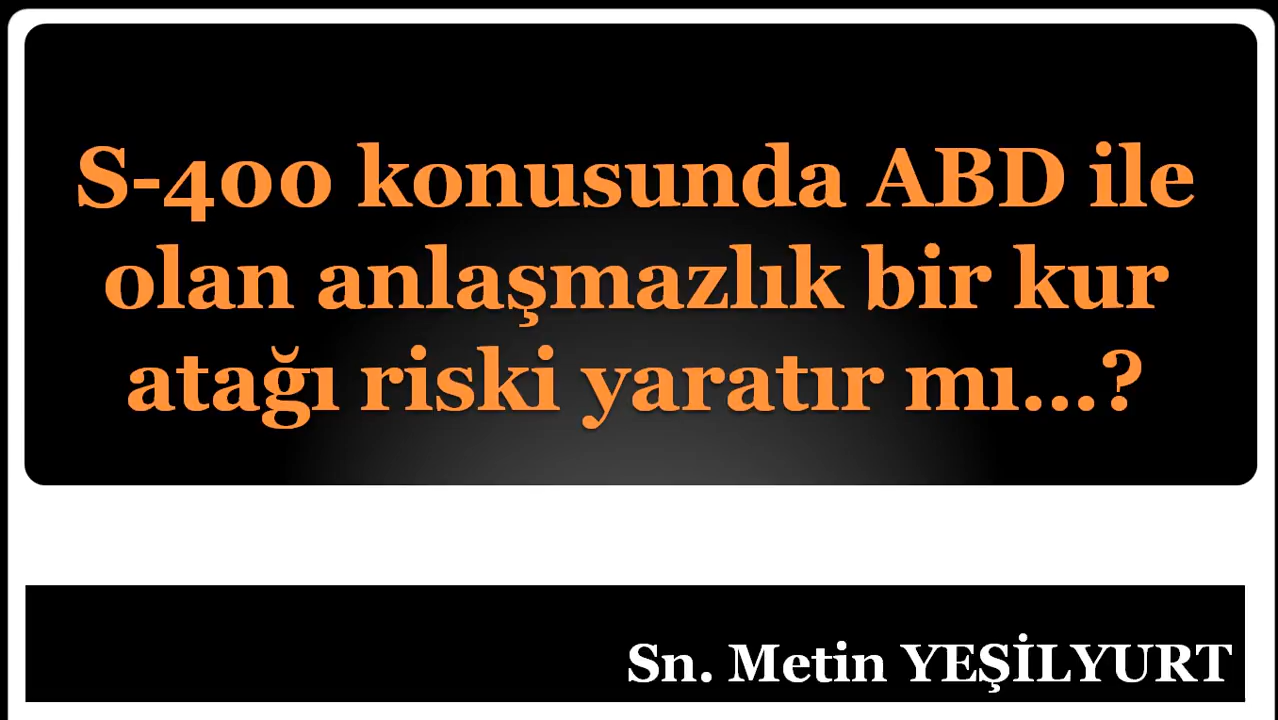 S-400 konusunda ABD ile
olan anlaşmazlık bir kur
atağı riski yaratır mı...?
Sn. Metin YEŞİLYURT